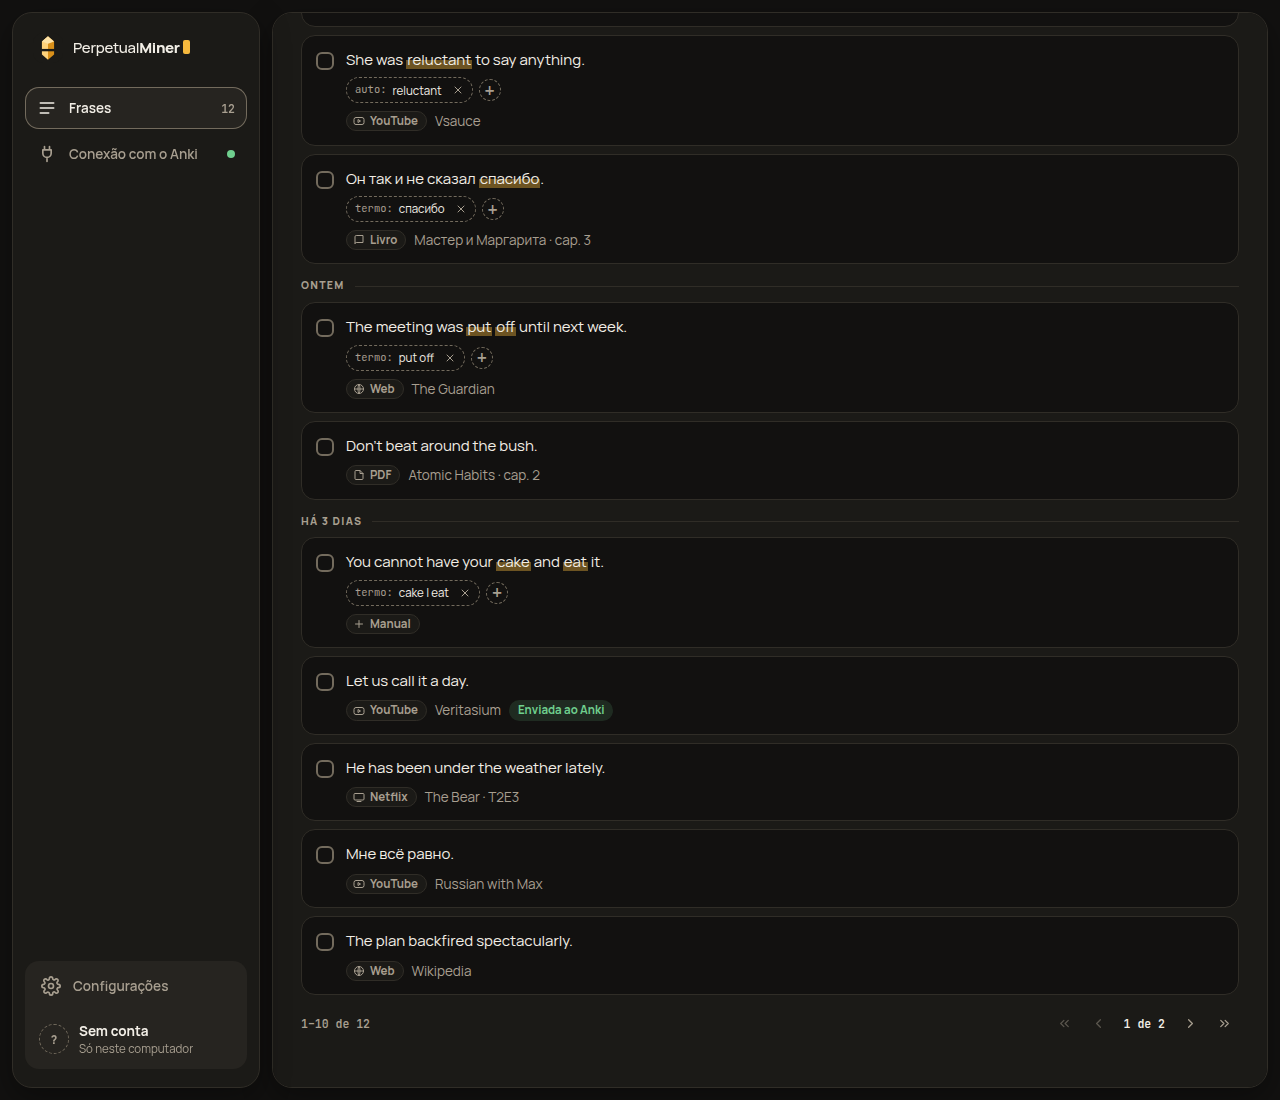 PerpetualMiner
Frases 12
Conexão com o Anki
Configurações
?
Sem conta
Só neste computador
She was reluctant to say anything.
auto: reluctant × +
YouTube Vsauce
Он так и не сказал спасибо.
termo: спасибо × +
Livro Мастер и Маргарита · cap. 3
ONTEM
The meeting was put off until next week.
termo: put off × +
Web The Guardian
Don't beat around the bush.
PDF Atomic Habits · cap. 2
HÁ 3 DIAS
You cannot have your cake and eat it.
termo: cake | eat × +
+ Manual
Let us call it a day.
YouTube Veritasium Enviada ao Anki
He has been under the weather lately.
Netflix The Bear · T2E3
Мне всё равно.
YouTube Russian with Max
The plan backfired spectacularly.
Web Wikipedia
1–10 de 12 « ‹ 1 de 2 › »